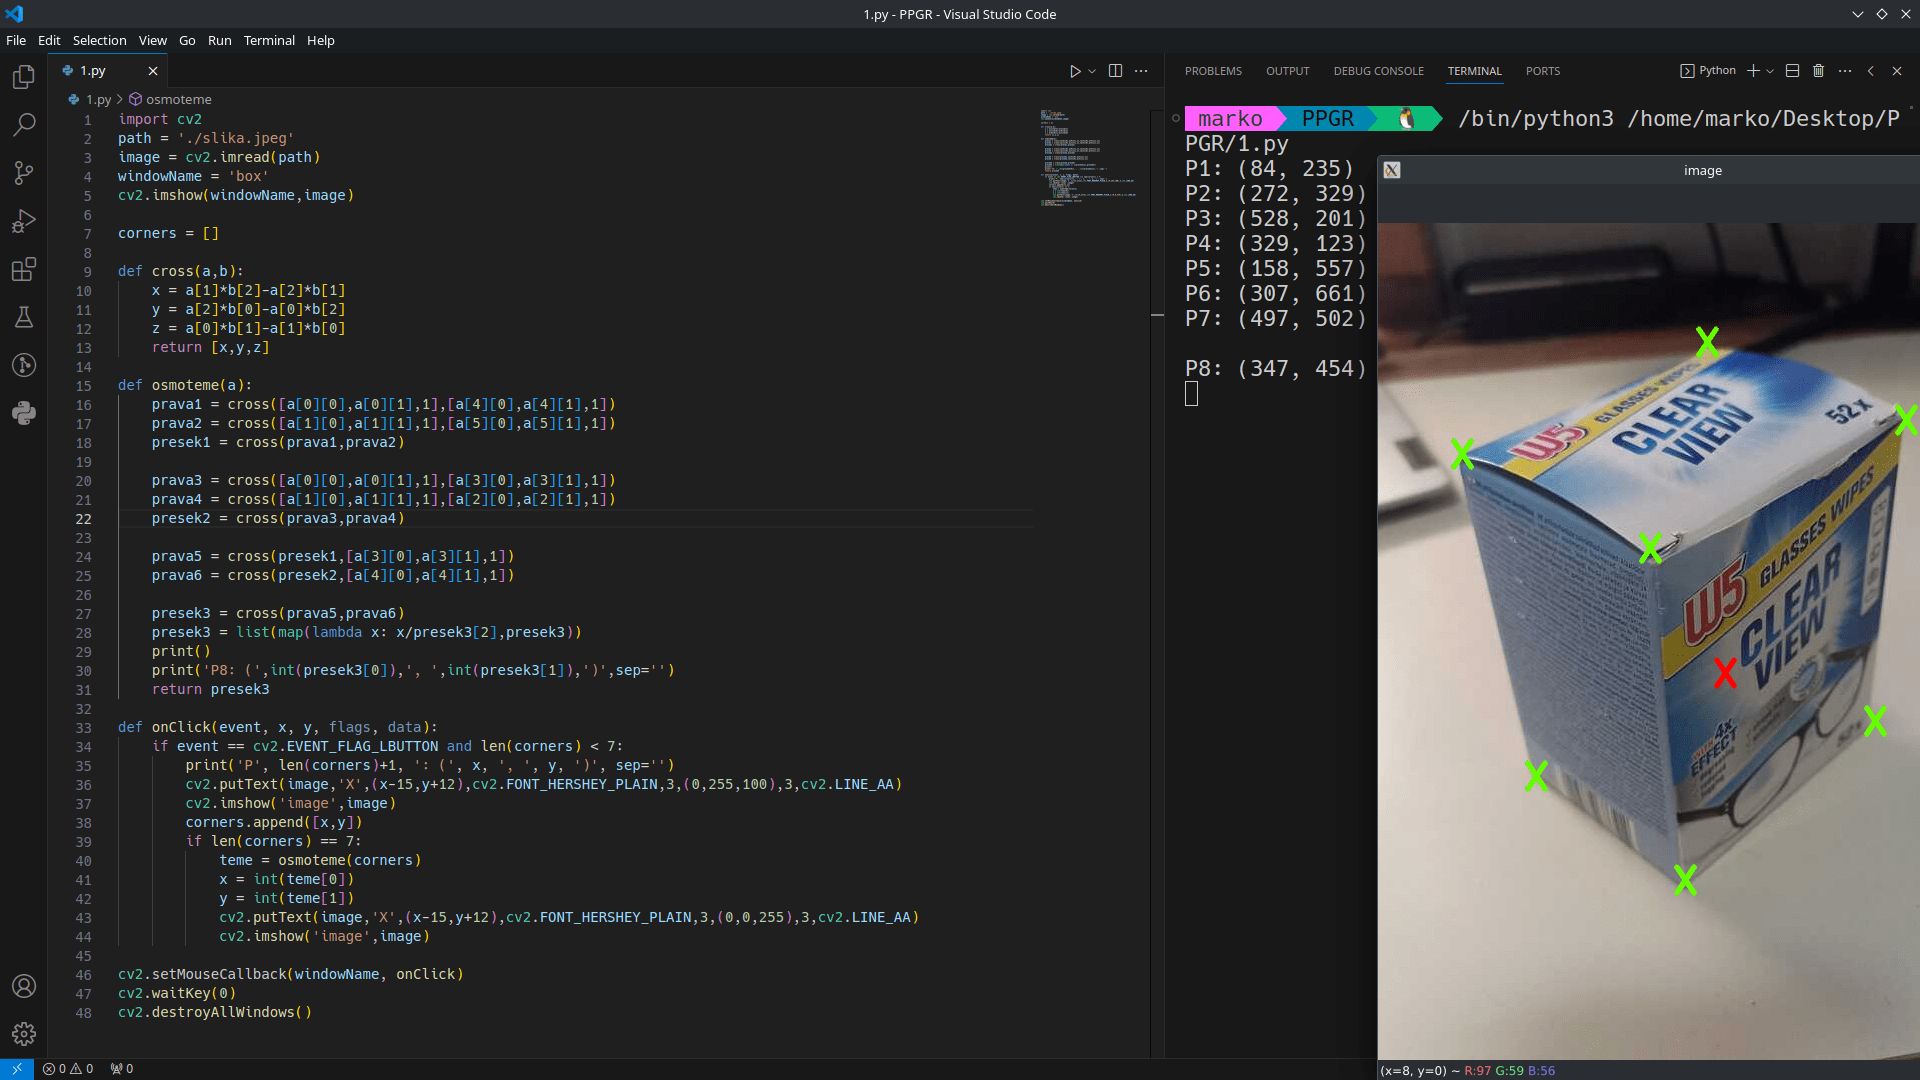 1.py - PPGR - Visual Studio Code
File Edit Selection View Go Run Terminal Help
1.py
1.py > osmoteme
1 import cv2
2 path = './slika.jpeg'
3 image = cv2.imread(path)
4 windowName = 'box'
5 cv2.imshow(windowName,image)
6
7 corners = []
8
9 def cross(a,b):
10 x = a[1]*b[2]-a[2]*b[1]
11 y = a[2]*b[0]-a[0]*b[2]
12 z = a[0]*b[1]-a[1]*b[0]
13 return [x,y,z]
14
15 def osmoteme(a):
16 prava1 = cross([a[0][0],a[0][1],1],[a[4][0],a[4][1],1])
17 prava2 = cross([a[1][0],a[1][1],1],[a[5][0],a[5][1],1])
18 presek1 = cross(prava1,prava2)
19
20 prava3 = cross([a[0][0],a[0][1],1],[a[3][0],a[3][1],1])
21 prava4 = cross([a[1][0],a[1][1],1],[a[2][0],a[2][1],1])
22 presek2 = cross(prava3,prava4)
23
24 prava5 = cross(presek1,[a[3][0],a[3][1],1])
25 prava6 = cross(presek2,[a[4][0],a[4][1],1])
26
27 presek3 = cross(prava5,prava6)
28 presek3 = list(map(lambda x: x/presek3[2],presek3))
29 print()
30 print('P8: (',int(presek3[0]),', ',int(presek3[1]),')',sep='')
31 return presek3
32
33 def onClick(event, x, y, flags, data):
34 if event == cv2.EVENT_FLAG_LBUTTON and len(corners) < 7:
35 print('P', len(corners)+1, ': (', x, ', ', y, ')', sep='')
36 cv2.putText(image,'X',(x-15,y+12),cv2.FONT_HERSHEY_PLAIN,3,(0,255,100),3,cv2.LINE_AA)
37 cv2.imshow('image',image)
38 corners.append([x,y])
39 if len(corners) == 7:
40 teme = osmoteme(corners)
41 x = int(teme[0])
42 y = int(teme[1])
43 cv2.putText(image,'X',(x-15,y+12),cv2.FONT_HERSHEY_PLAIN,3,(0,0,255),3,cv2.LINE_AA)
44 cv2.imshow('image',image)
45
46 cv2.setMouseCallback(windowName, onClick)
47 cv2.waitKey(0)
48 cv2.destroyAllWindows()
PROBLEMS OUTPUT DEBUG CONSOLE TERMINAL PORTS Python
marko PPGR /bin/python3 /home/marko/Desktop/P
PGR/1.py
P1: (84, 235)
P2: (272, 329)
P3: (528, 201)
P4: (329, 123)
P5: (158, 557)
P6: (307, 661)
P7: (497, 502)
P8: (347, 454)
image
X
X
X
X
X
X
X
X
W5 GLASSES WIPES
CLEAR
VIEW
52x
W5 GLASSES WIPES
CLEAR
VIEW
4x
EFFECT
(x=8, y=0) ~ R:97 G:59 B:56
0 0 0